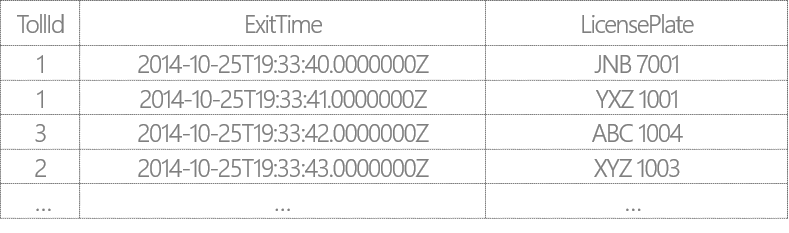 TollId ExitTime LicensePlate
1 2014-10-25T19:33:40.0000000Z JNB 7001
1 2014-10-25T19:33:41.0000000Z YXZ 1001
3 2014-10-25T19:33:42.0000000Z ABC 1004
2 2014-10-25T19:33:43.0000000Z XYZ 1003
... ... ...